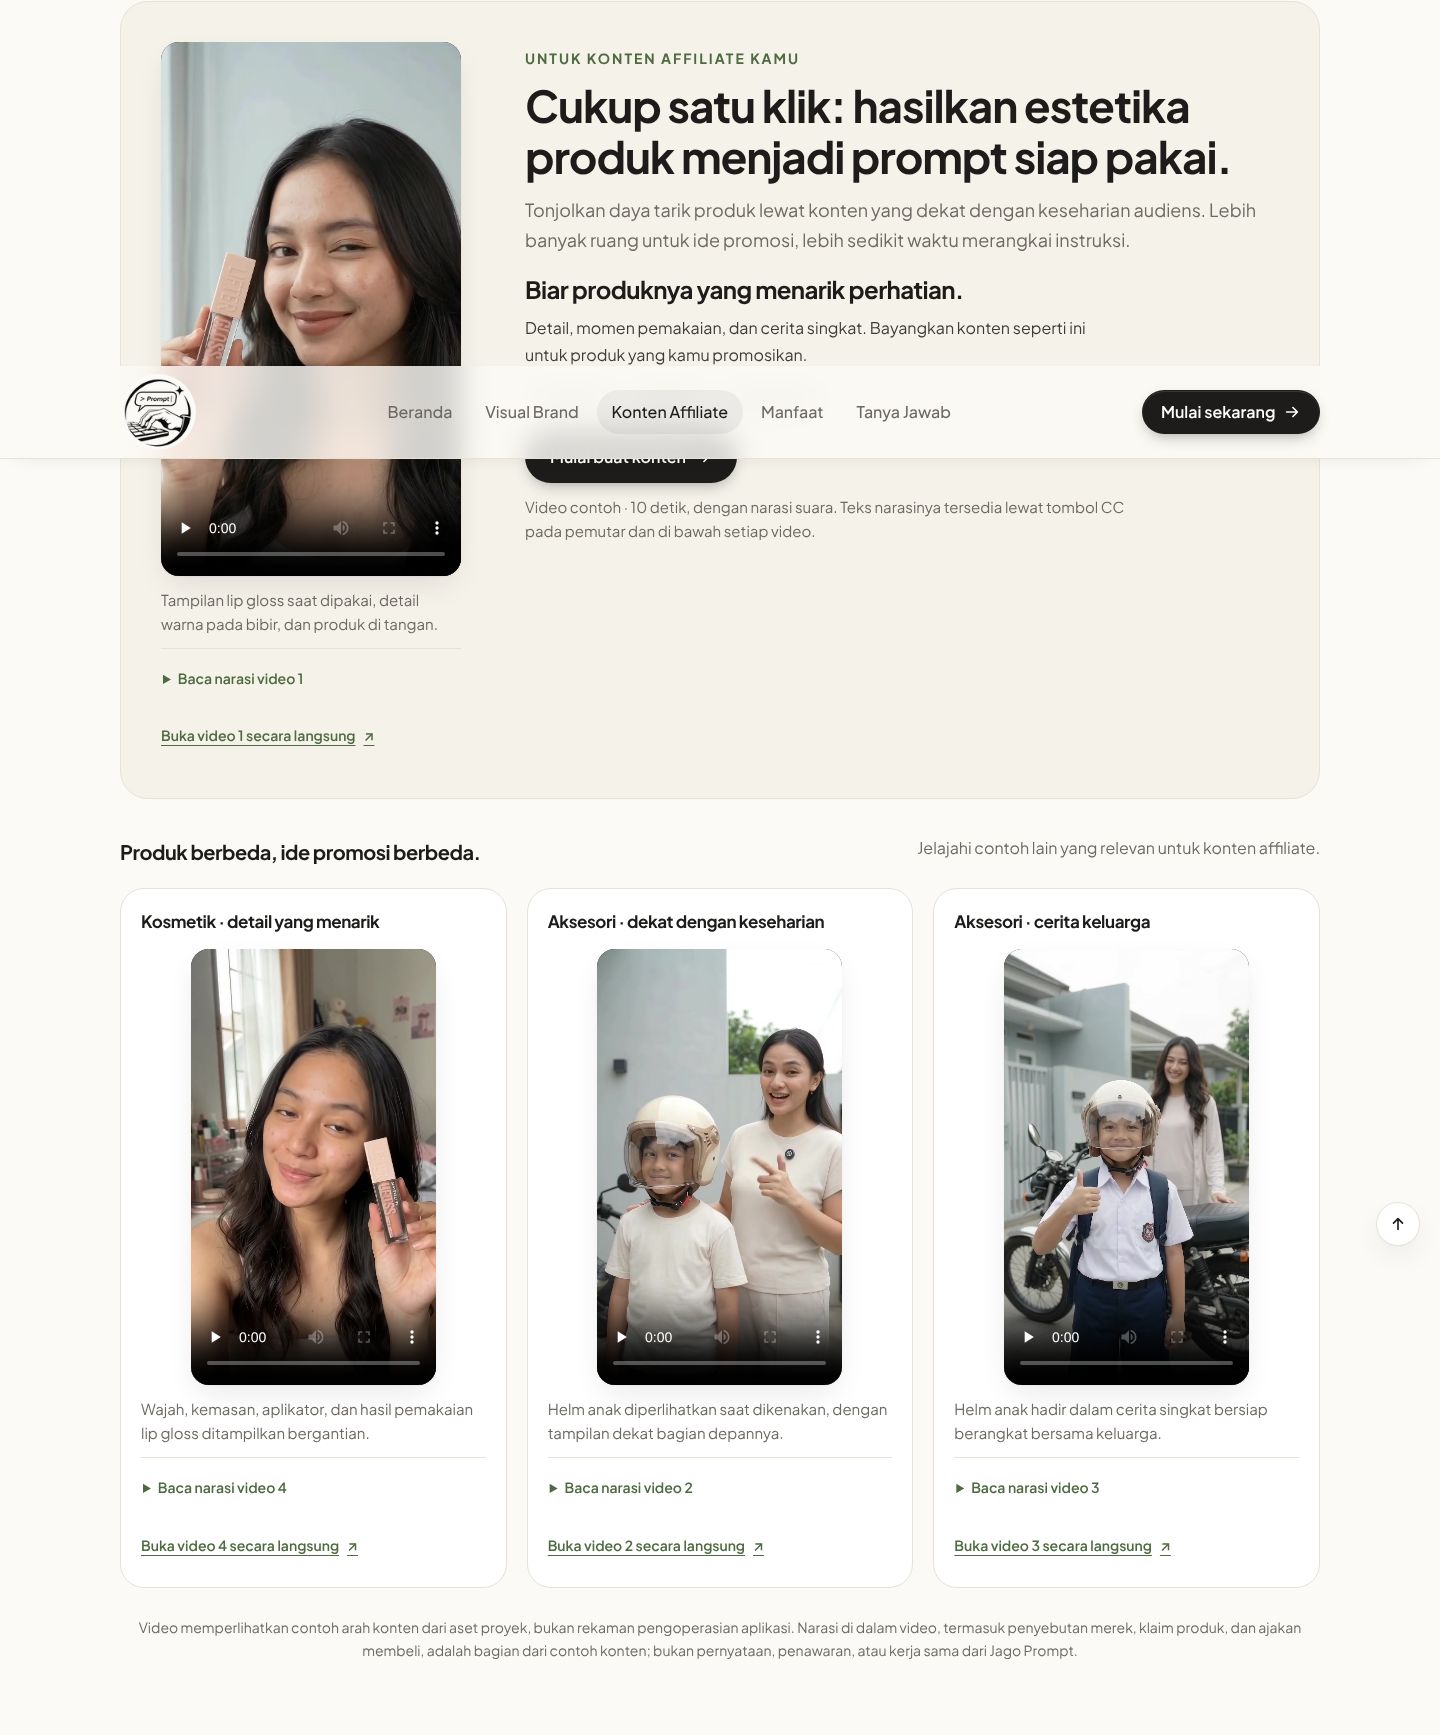 UNTUK KONTEN AFFILIATE KAMU
Cukup satu klik: hasilkan estetika
produk menjadi prompt siap pakai.
Tonjolkan daya tarik produk lewat konten yang dekat dengan keseharian audiens. Lebih
banyak ruang untuk ide promosi, lebih sedikit waktu merangkai instruksi.
Biar produknya yang menarik perhatian.
Detail, momen pemakaian, dan cerita singkat. Bayangkan konten seperti ini
untuk produk yang kamu promosikan.
> Prompt|
Beranda
Visual Brand
Konten Affiliate
Manfaat
Tanya Jawab
Mulai sekarang →
Mulai buat konten
Video contoh · 10 detik, dengan narasi suara. Teks narasinya tersedia lewat tombol CC
pada pemutar dan di bawah setiap video.
0:00
Tampilan lip gloss saat dipakai, detail
warna pada bibir, dan produk di tangan.
▶ Baca narasi video 1
Buka video 1 secara langsung ↗
Produk berbeda, ide promosi berbeda.
Jelajahi contoh lain yang relevan untuk konten affiliate.
Kosmetik · detail yang menarik
0:00
Wajah, kemasan, aplikator, dan hasil pemakaian
lip gloss ditampilkan bergantian.
▶ Baca narasi video 4
Buka video 4 secara langsung ↗
Aksesori · dekat dengan keseharian
0:00
Helm anak diperlihatkan saat dikenakan, dengan
tampilan dekat bagian depannya.
▶ Baca narasi video 2
Buka video 2 secara langsung ↗
Aksesori · cerita keluarga
0:00
Helm anak hadir dalam cerita singkat bersiap
berangkat bersama keluarga.
▶ Baca narasi video 3
Buka video 3 secara langsung ↗
Video memperlihatkan contoh arah konten dari aset proyek, bukan rekaman pengoperasian aplikasi. Narasi di dalam video, termasuk penyebutan merek, klaim produk, dan ajakan
membeli, adalah bagian dari contoh konten; bukan pernyataan, penawaran, atau kerja sama dari Jago Prompt.